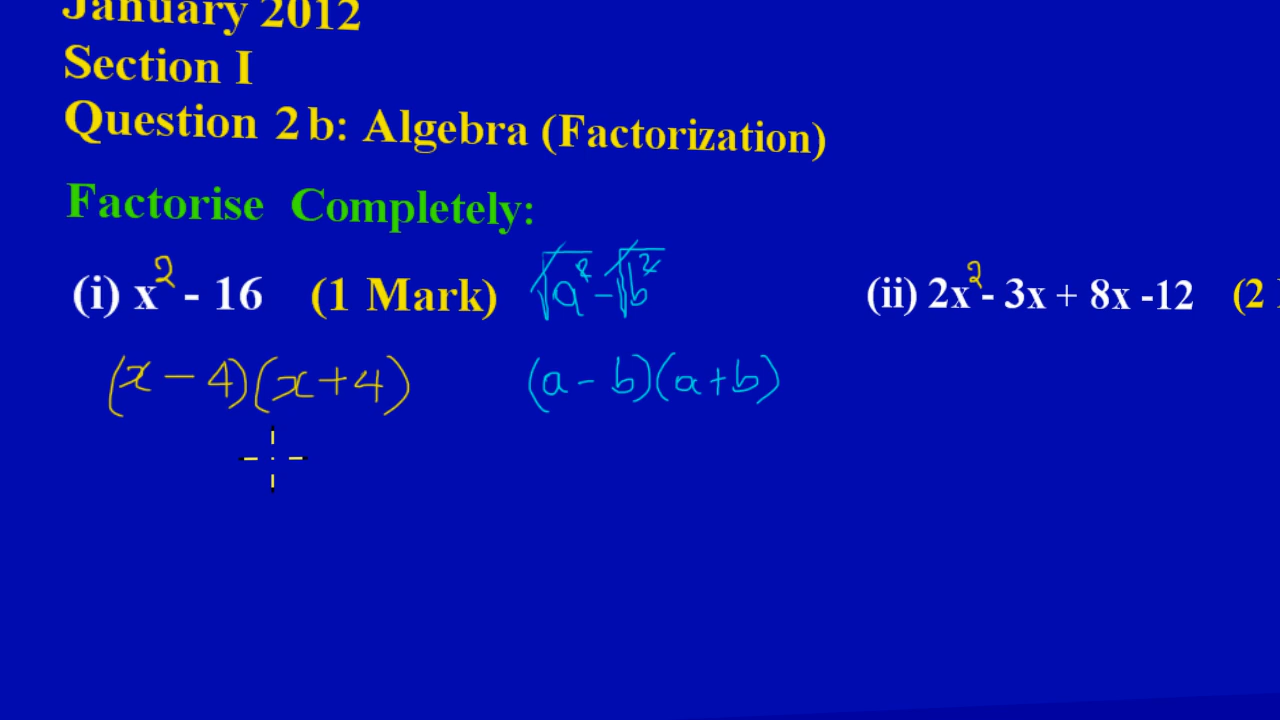 January 2012
Section I
Question 2 b: Algebra (Factorization)
Factorise Completely:
(i) x² - 16 (1 Mark) √a² - √b² (ii) 2x² - 3x + 8x -12 (2
(x - 4)(x + 4) (a - b)(a + b)